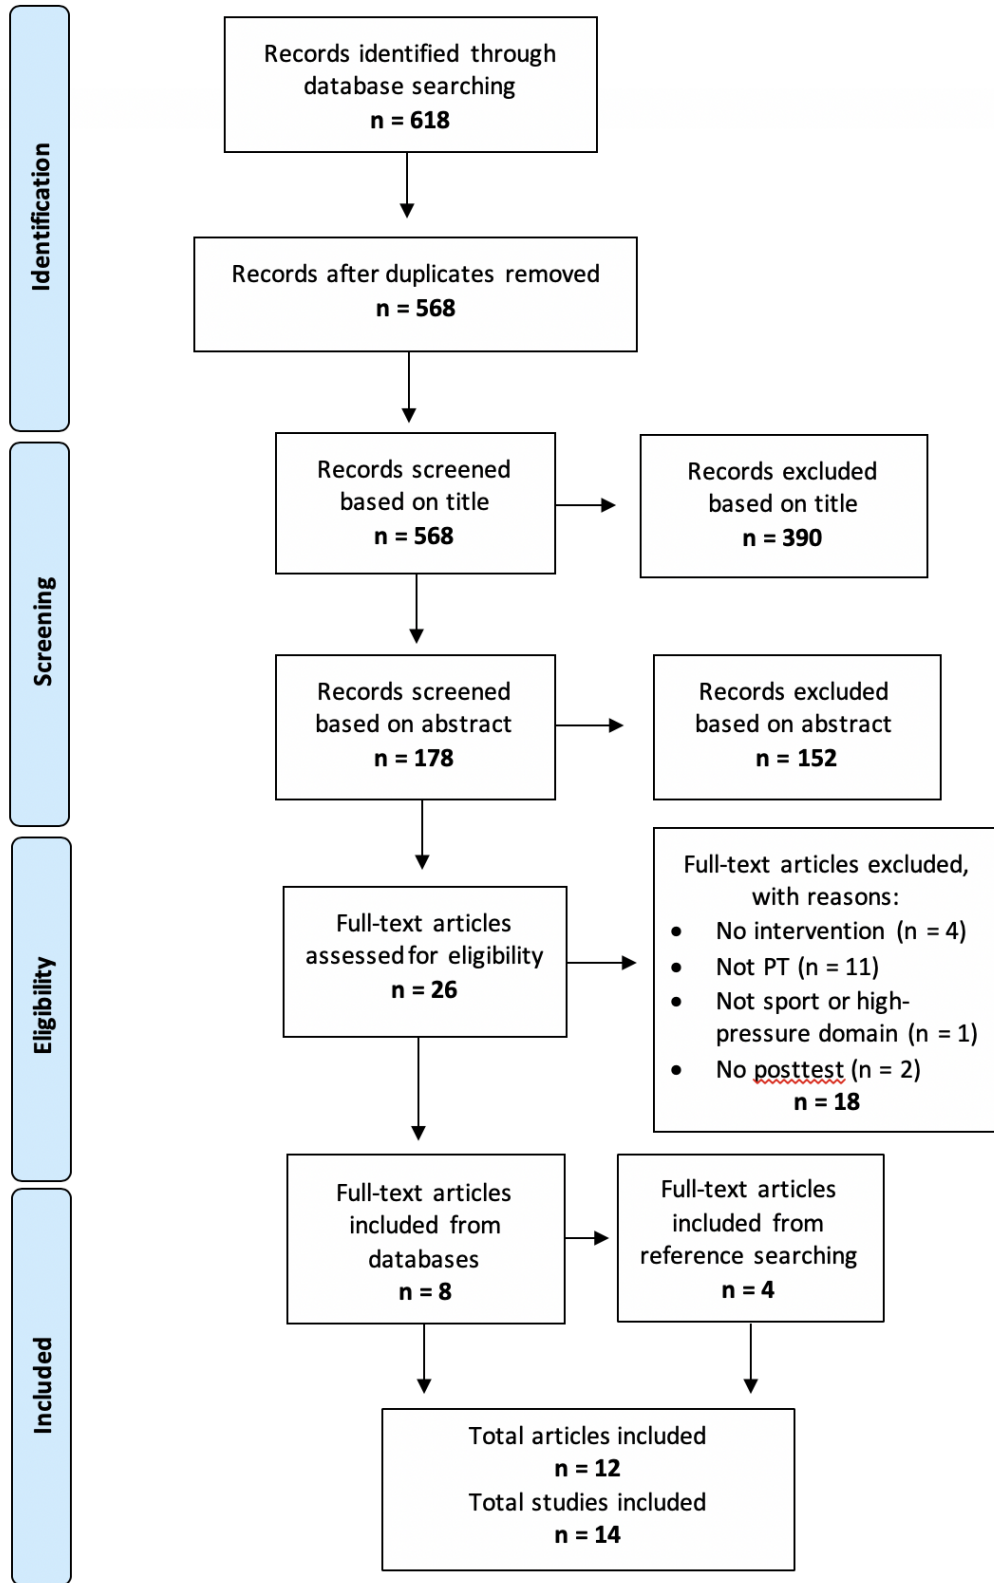 Identification
Records identified through
database searching
n = 618
Records after duplicates removed
n = 568
Screening
Records screened
based on title
n = 568
Records excluded
based on title
n = 390
Records screened
based on abstract
n = 178
Records excluded
based on abstract
n = 152
Eligibility
Full-text articles
assessed for eligibility
n = 26
Full-text articles excluded,
with reasons:
• No intervention (n = 4)
• Not PT (n = 11)
• Not sport or high-
pressure domain (n = 1)
• No posttest (n = 2)
n = 18
Included
Full-text articles
included from
databases
n = 8
Full-text articles
included from
reference searching
n = 4
Total articles included
n = 12
Total studies included
n = 14